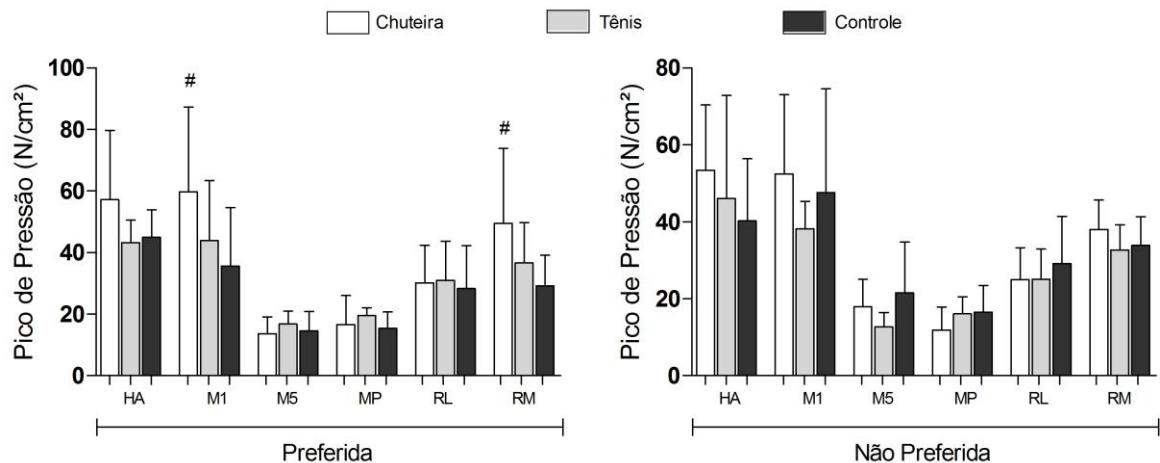 Chuteira Tênis Controle
Pico de Pressão (N/cm²)
100
80
60
40
20
0
# #
HA M1 M5 MP RL RM
Preferida
Pico de Pressão (N/cm²)
80
60
40
20
0
HA M1 M5 MP RL RM
Não Preferida